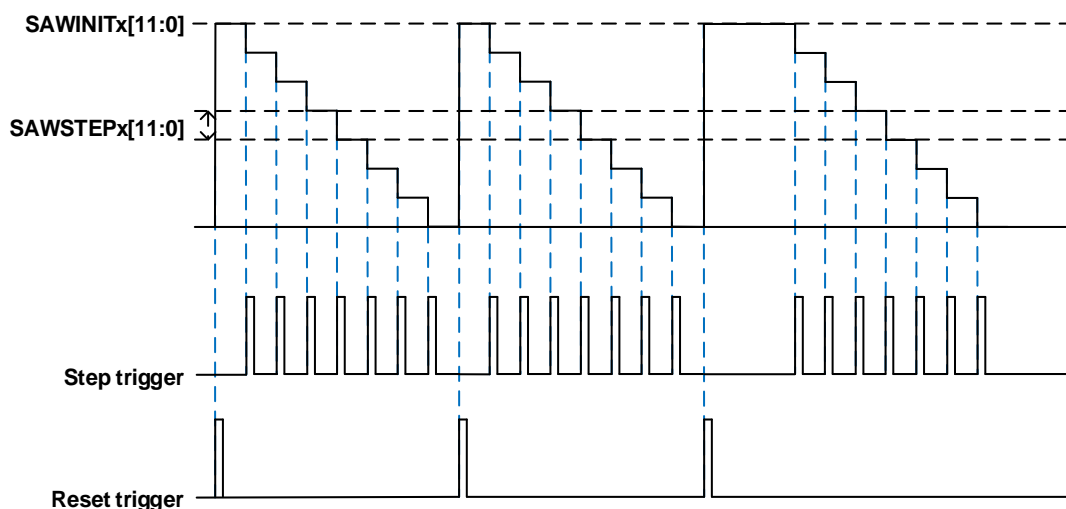 SAWINITx[11:0]
SAWSTEPx[11:0]
Step trigger
Reset trigger